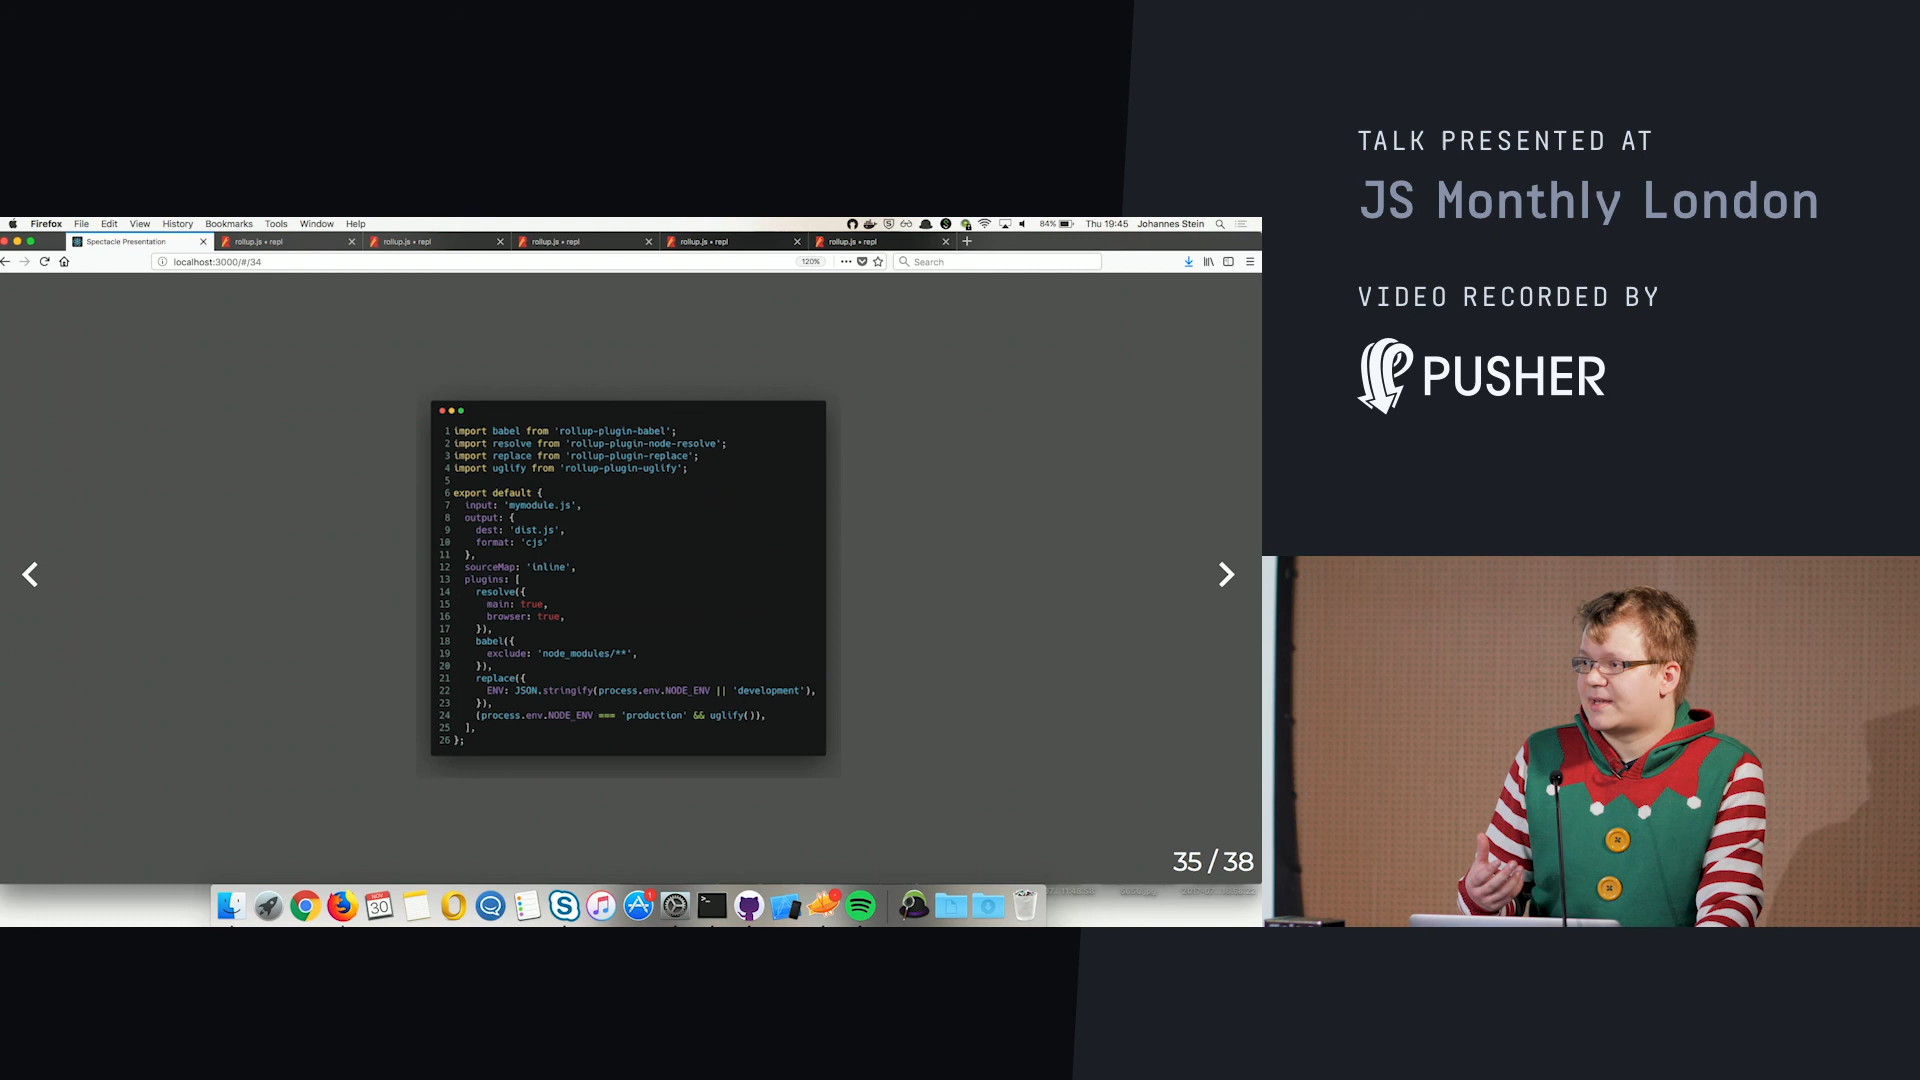 TALK PRESENTED AT
JS Monthly London
VIDEO RECORDED BY
PUSHER
Firefox File Edit View History Bookmarks Tools Window Help
84% Thu 19:45 Johannes Stein
Spectacle Presentation
rollup.js • repl
rollup.js • repl
rollup.js • repl
rollup.js • repl
rollup.js • repl
localhost:3000/#/34
120%
Search
1 import babel from 'rollup-plugin-babel';
2 import resolve from 'rollup-plugin-node-resolve';
3 import replace from 'rollup-plugin-replace';
4 import uglify from 'rollup-plugin-uglify';
5
6 export default {
7 input: 'mymodule.js',
8 output: {
9 dest: 'dist.js',
10 format: 'cjs'
11 },
12 sourceMap: 'inline',
13 plugins: [
14 resolve({
15 main: true,
16 browser: true,
17 }),
18 babel({
19 exclude: 'node_modules/**',
20 }),
21 replace({
22 ENV: JSON.stringify(process.env.NODE_ENV || 'development'),
23 }),
24 (process.env.NODE_ENV === 'production' && uglify()),
25 ],
26 };
35 / 38
NOV
30